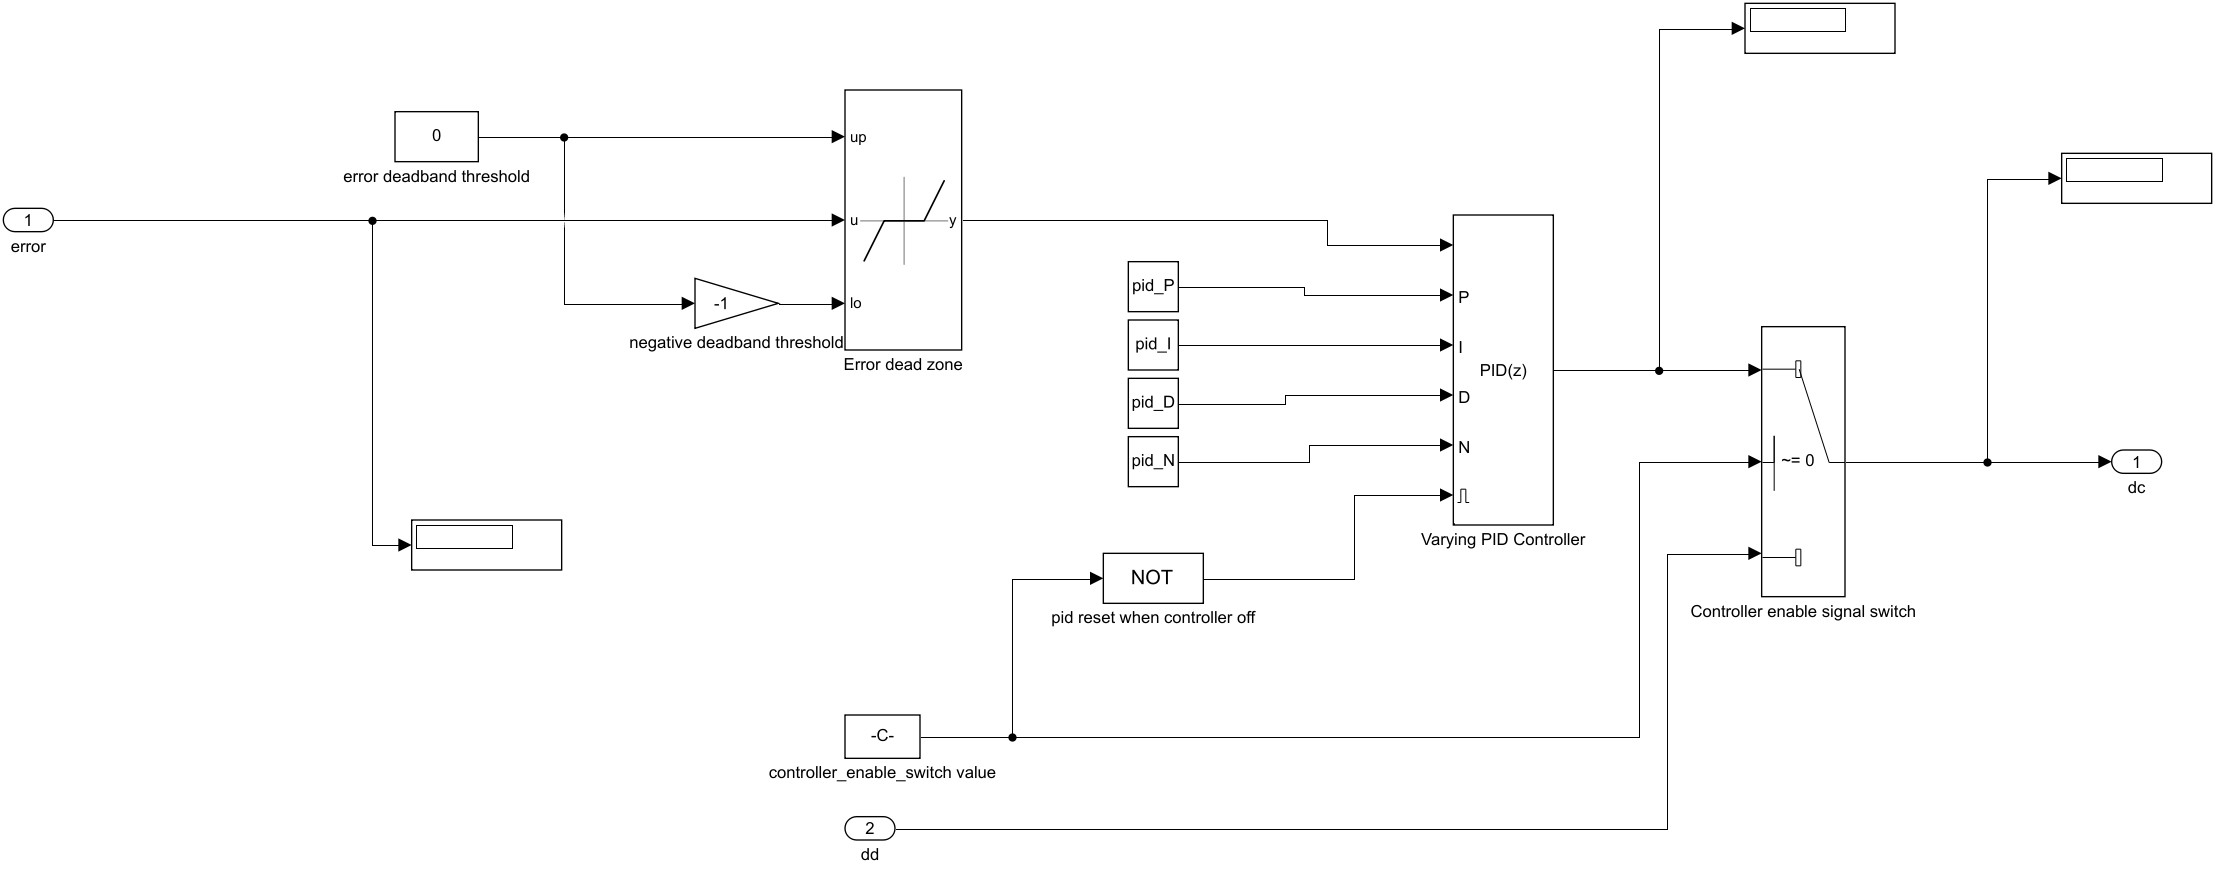 0
error deadband threshold
up
1
error
u
y
-1
lo
negative deadband threshold
Error dead zone
pid_P
P
pid_I
I
PID(z)
pid_D
D
pid_N
N
Varying PID Controller
~= 0
1
dc
NOT
pid reset when controller off
Controller enable signal switch
-C-
controller_enable_switch value
2
dd